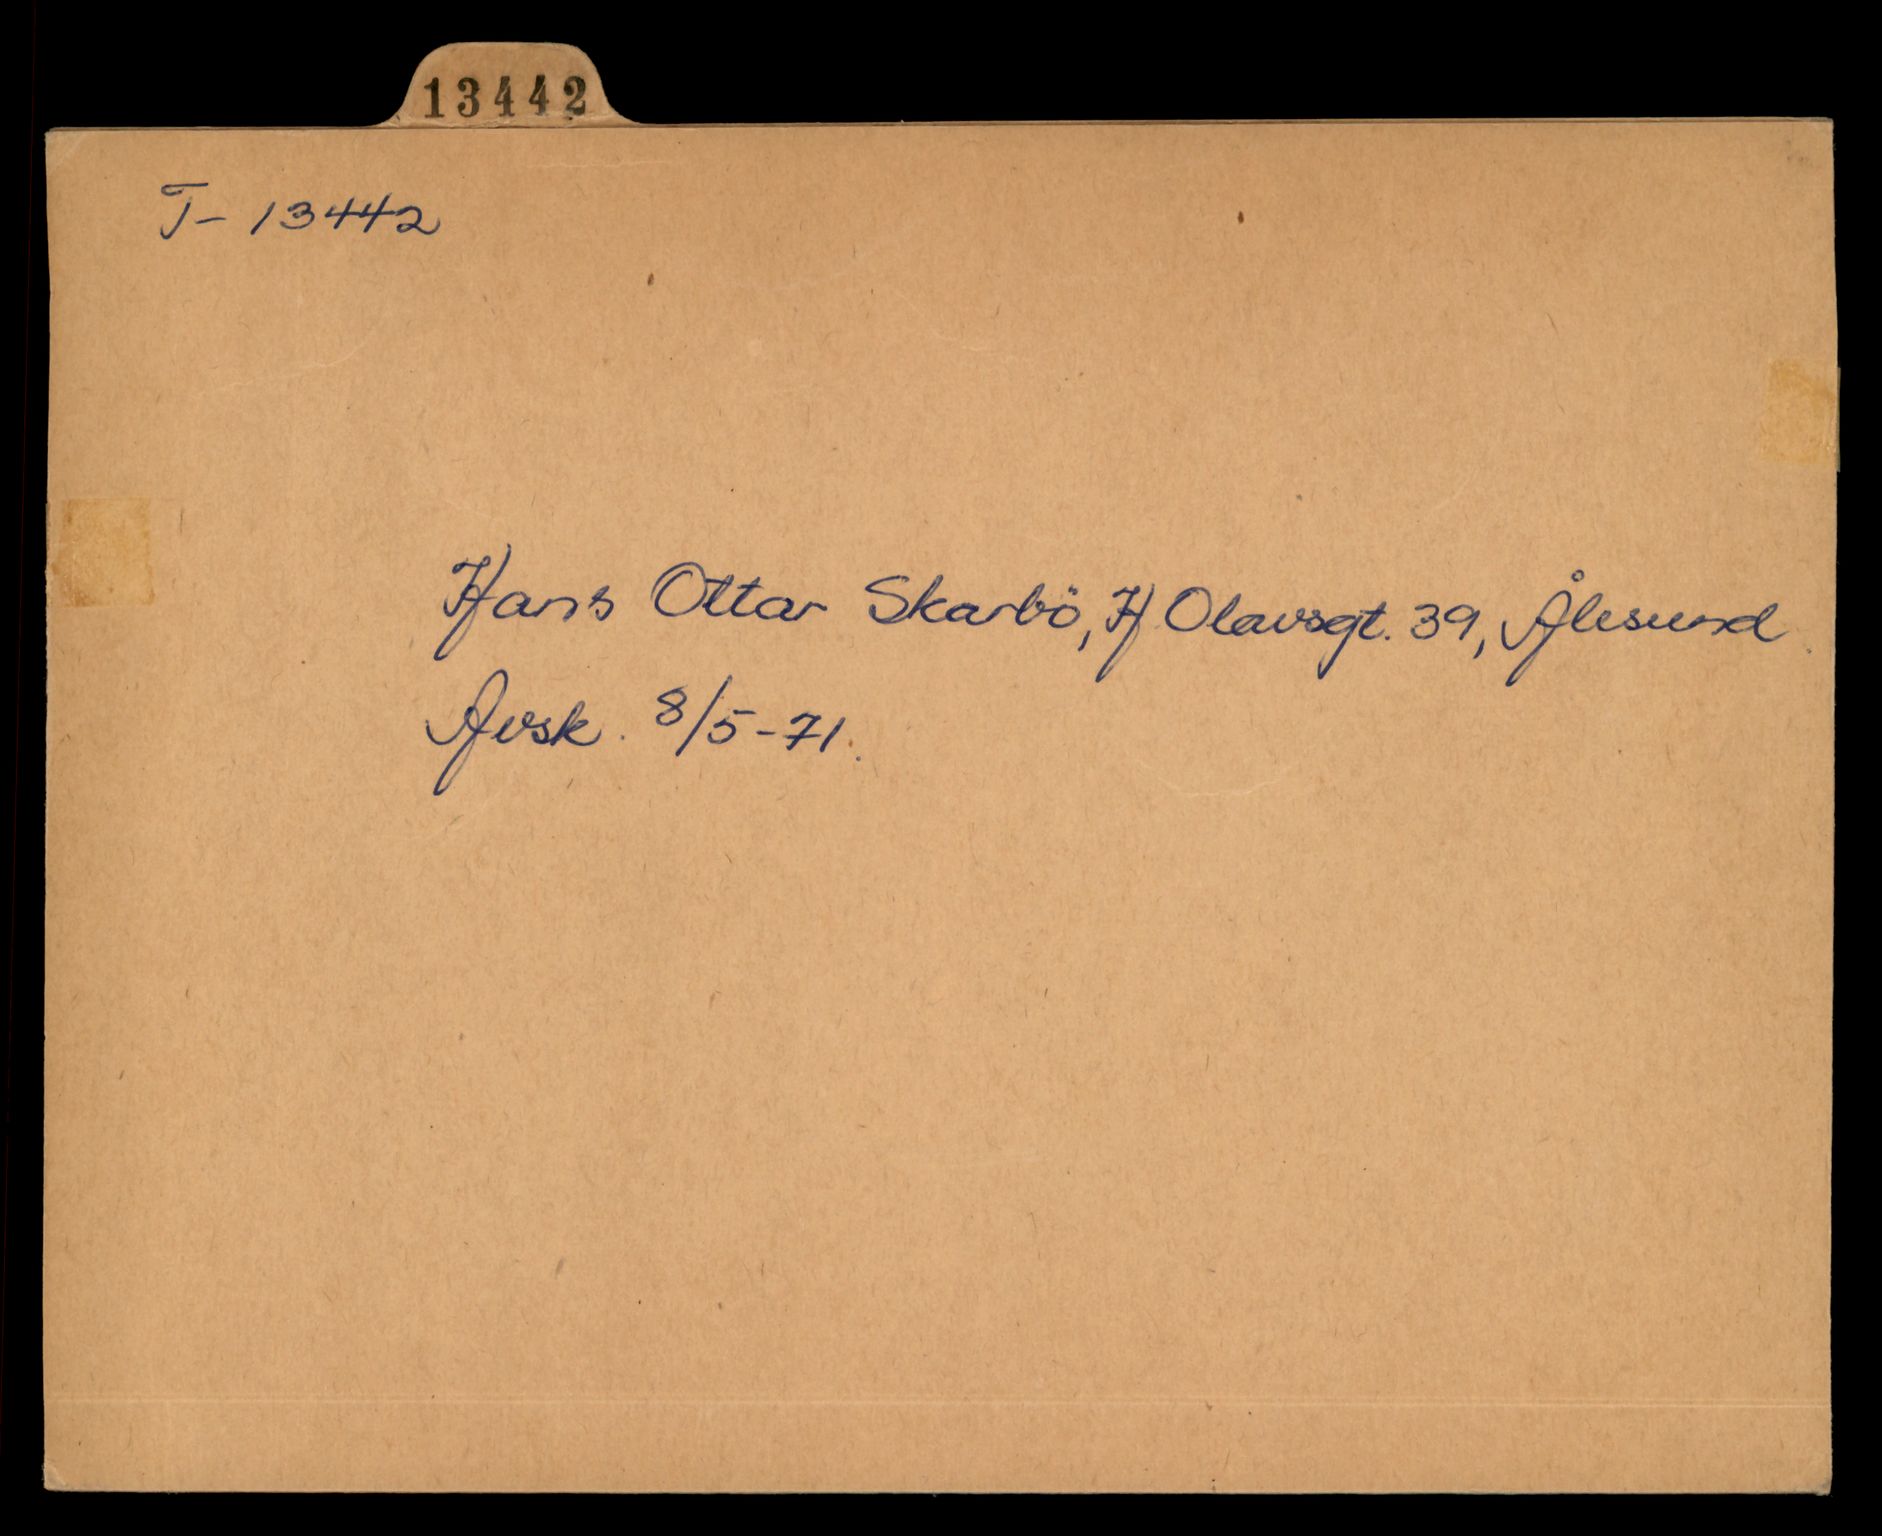 13442
T- 13442
Hans Ottar Skarbö, H Olavsgt. 39, Ålesund
Avsk. 8/5-71.